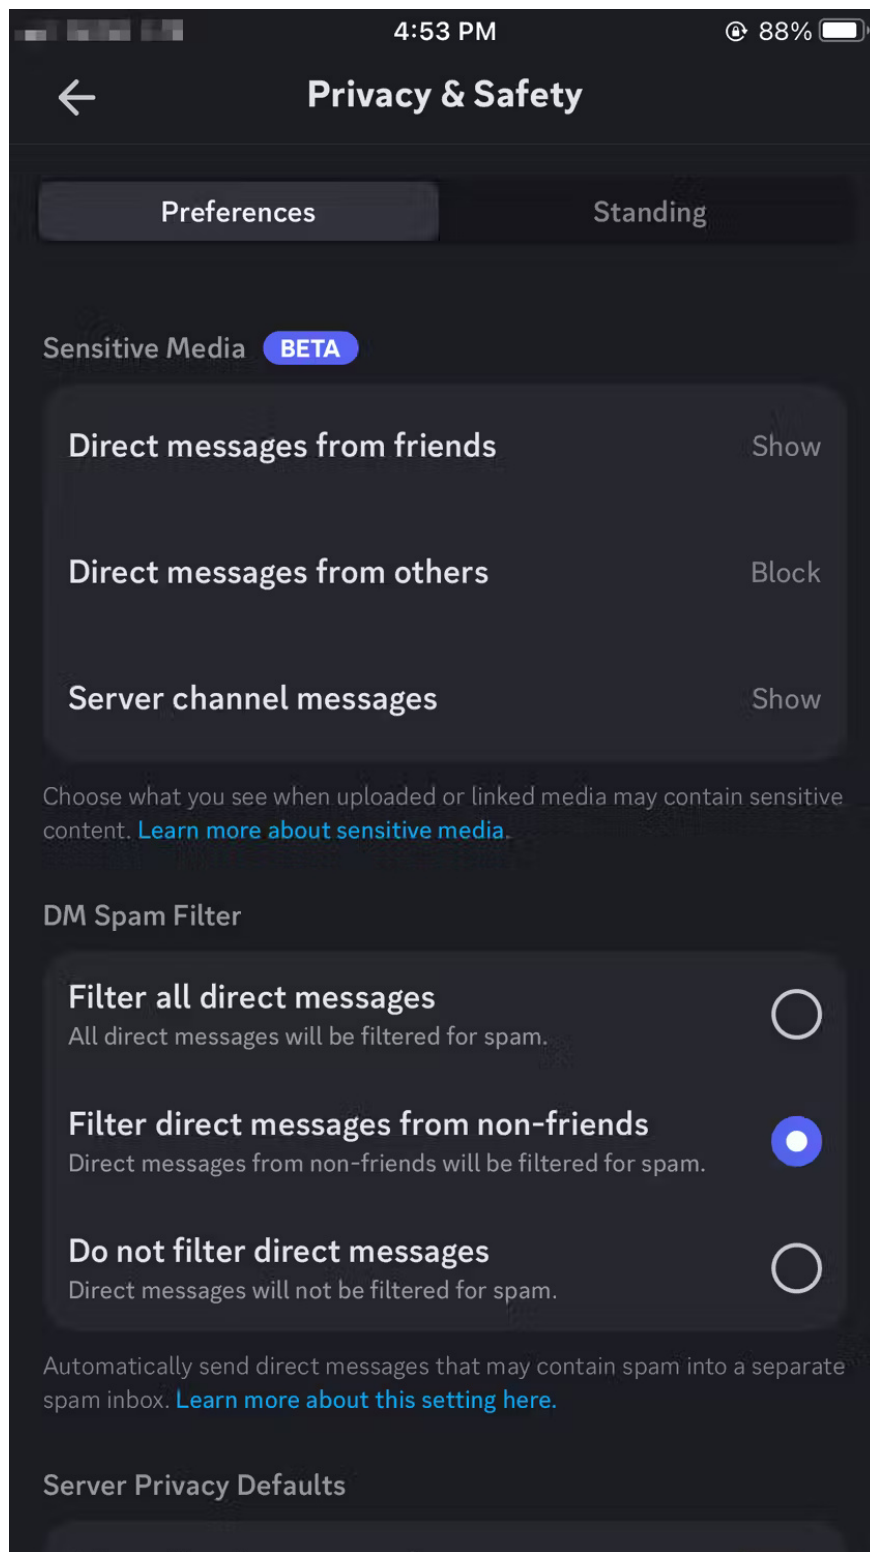 4:53 PM
88%
Privacy & Safety
Preferences
Standing
Sensitive Media BETA
Direct messages from friends
Show
Direct messages from others
Block
Server channel messages
Show
Choose what you see when uploaded or linked media may contain sensitive
content. Learn more about sensitive media.
DM Spam Filter
Filter all direct messages
All direct messages will be filtered for spam.
Filter direct messages from non-friends
Direct messages from non-friends will be filtered for spam.
Do not filter direct messages
Direct messages will not be filtered for spam.
Automatically send direct messages that may contain spam into a separate
spam inbox. Learn more about this setting here.
Server Privacy Defaults